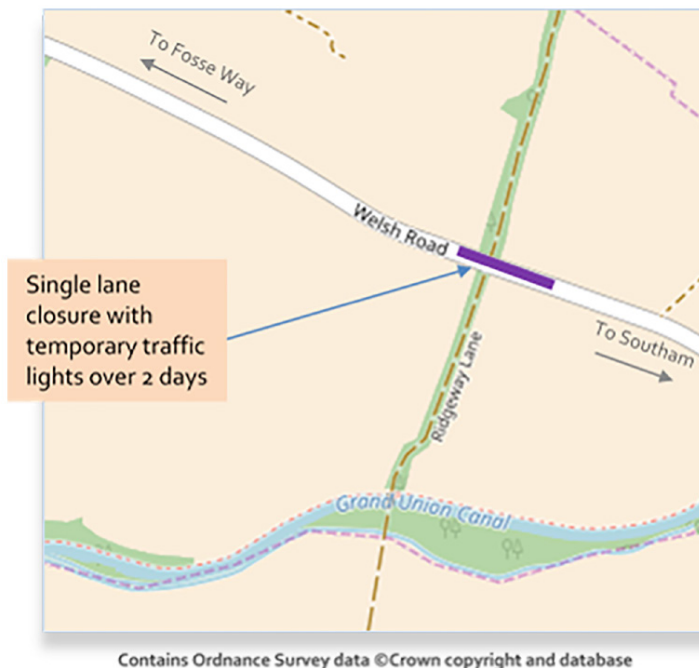 To Fosse Way
Welsh Road
Single lane
closure with
temporary traffic
lights over 2 days
To Southam
Ridgeway Lane
Grand Union Canal
Contains Ordnance Survey data ©Crown copyright and database